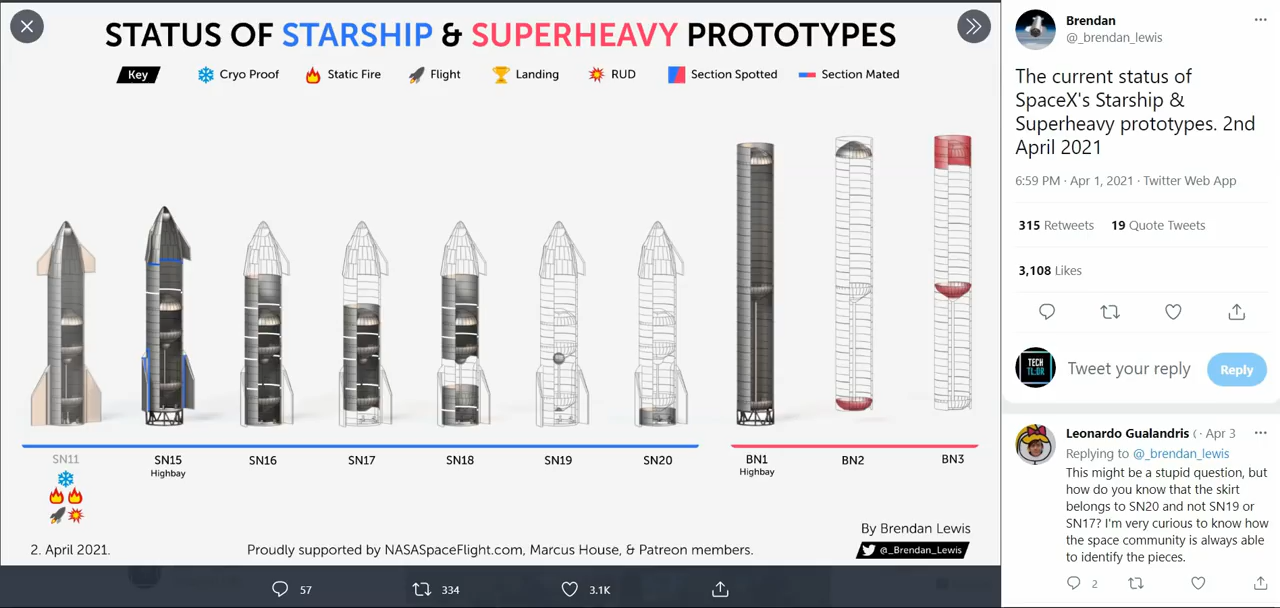 STATUS OF STARSHIP & SUPERHEAVY PROTOTYPES
Key Cryo Proof Static Fire Flight Landing RUD Section Spotted Section Mated
SN11
SN15
Highbay
SN16
SN17
SN18
SN19
SN20
BN1
Highbay
BN2
BN3
By Brendan Lewis
2. April 2021.
Proudly supported by NASASpaceFlight.com, Marcus House, & Patreon members.
@_Brendan_Lewis
57 334 3.1K
Brendan
@_brendan_lewis
The current status of
SpaceX's Starship &
Superheavy prototypes. 2nd
April 2021
6:59 PM · Apr 1, 2021 · Twitter Web App
315 Retweets 19 Quote Tweets
3,108 Likes
TECH
TL;DR
Tweet your reply
Reply
Leonardo Gualandris ( · Apr 3
Replying to @_brendan_lewis
This might be a stupid question, but
how do you know that the skirt
belongs to SN20 and not SN19 or
SN17? I'm very curious to know how
the space community is always able
to identify the pieces.
2